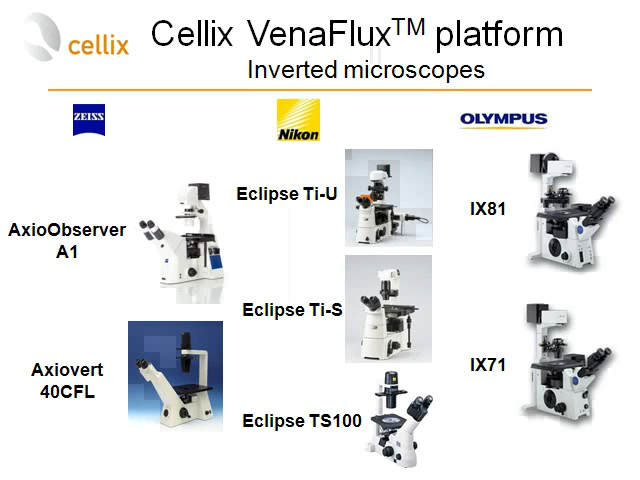 cellix
Cellix VenaFlux™ platform
Inverted microscopes
ZEISS
Nikon
OLYMPUS
AxioObserver
A1
Axiovert
40CFL
Eclipse Ti-U
Eclipse Ti-S
Eclipse TS100
IX81
IX71